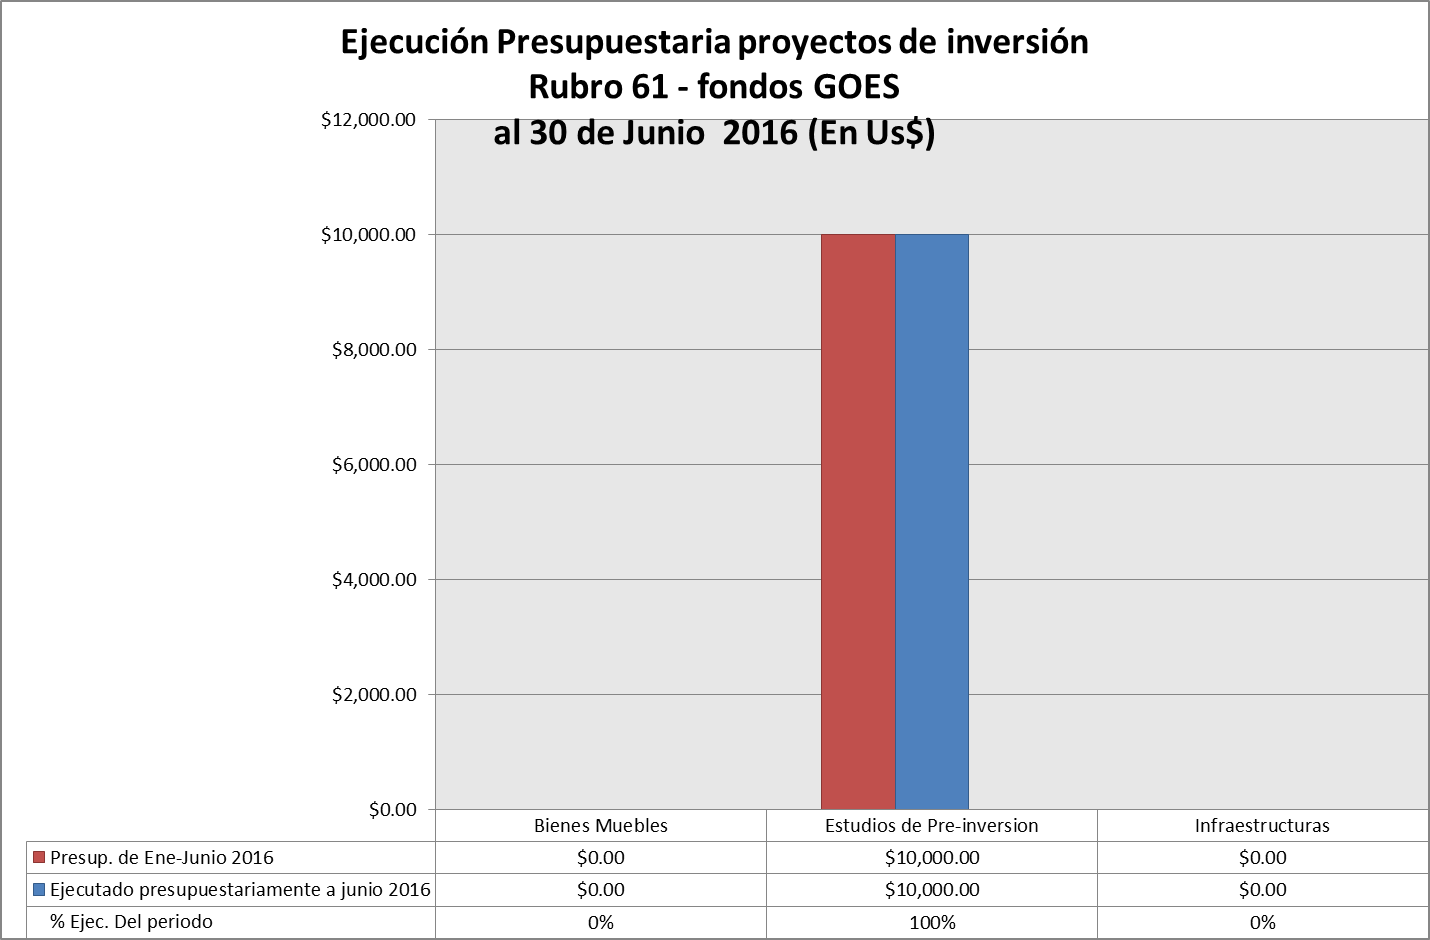 Ejecución Presupuestaria proyectos de inversión
Rubro 61 - fondos GOES
al 30 de Junio  2016 (En Us$)
$12,000.00
$10,000.00
$8,000.00
$6,000.00
$4,000.00
$2,000.00
$0.00
Bienes Muebles Estudios de Pre-inversion Infraestructuras
Presup. de Ene-Junio 2016 $0.00 $10,000.00 $0.00
Ejecutado presupuestariamente a junio 2016 $0.00 $10,000.00 $0.00
% Ejec. Del periodo 0% 100% 0%